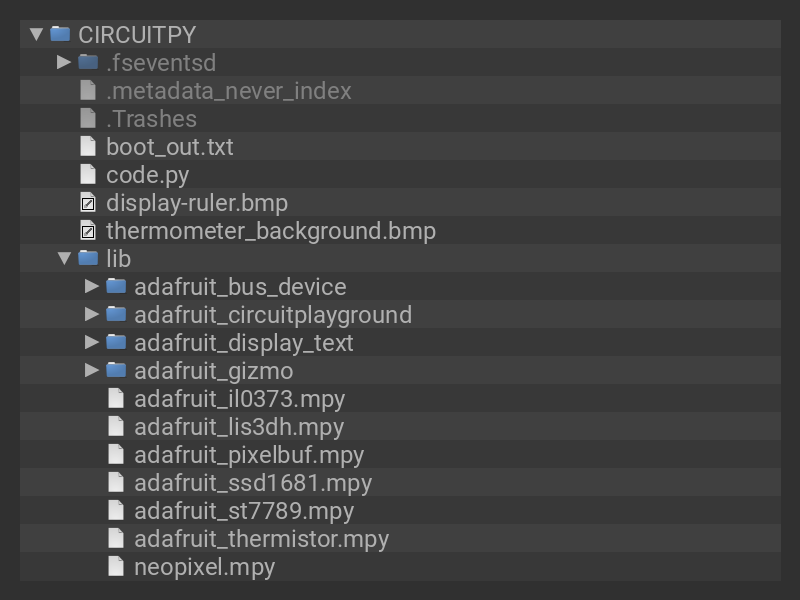 CIRCUITPY
.fseventsd
.metadata_never_index
.Trashes
boot_out.txt
code.py
display-ruler.bmp
thermometer_background.bmp
lib
adafruit_bus_device
adafruit_circuitplayground
adafruit_display_text
adafruit_gizmo
adafruit_il0373.mpy
adafruit_lis3dh.mpy
adafruit_pixelbuf.mpy
adafruit_ssd1681.mpy
adafruit_st7789.mpy
adafruit_thermistor.mpy
neopixel.mpy